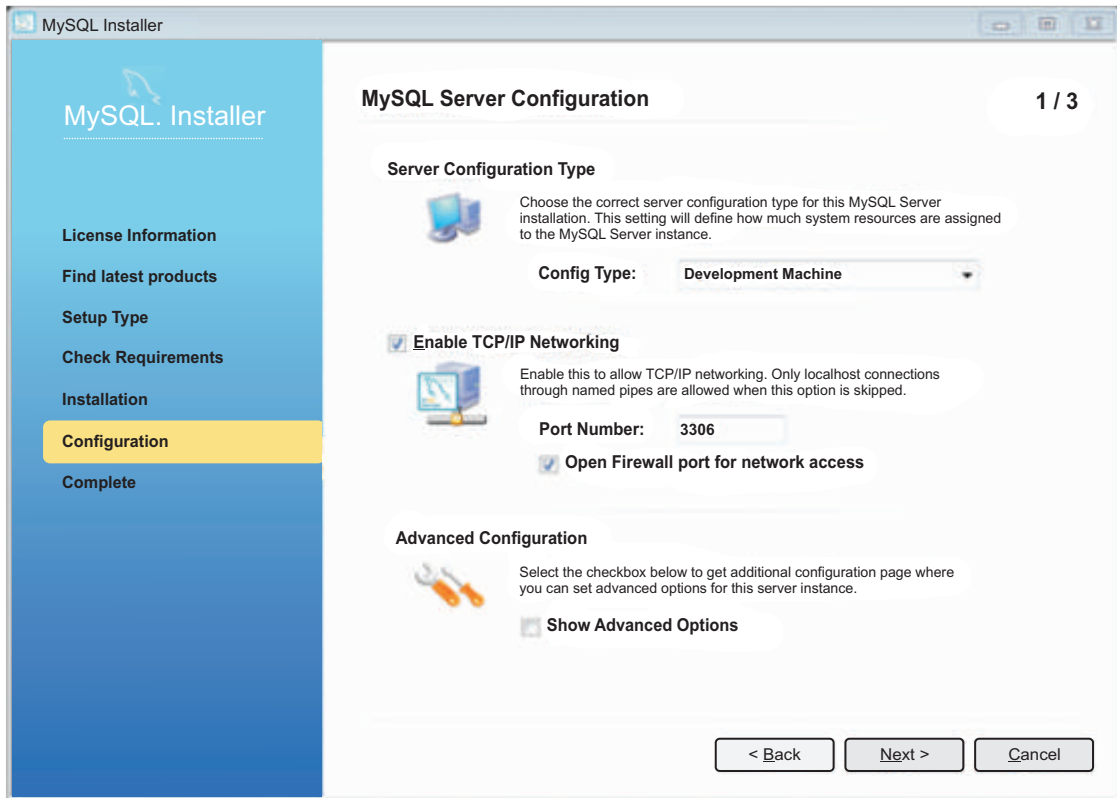 MySQL Installer
MySQL. Installer
License Information
Find latest products
Setup Type
Check Requirements
Installation
Configuration
Complete
MySQL Server Configuration
1 / 3
Server Configuration Type
Choose the correct server configuration type for this MySQL Server
installation. This setting will define how much system resources are assigned
to the MySQL Server instance.
Config Type: Development Machine
Enable TCP/IP Networking
Enable this to allow TCP/IP networking. Only localhost connections
through named pipes are allowed when this option is skipped.
Port Number: 3306
Open Firewall port for network access
Advanced Configuration
Select the checkbox below to get additional configuration page where
you can set advanced options for this server instance.
Show Advanced Options
< Back Next > Cancel